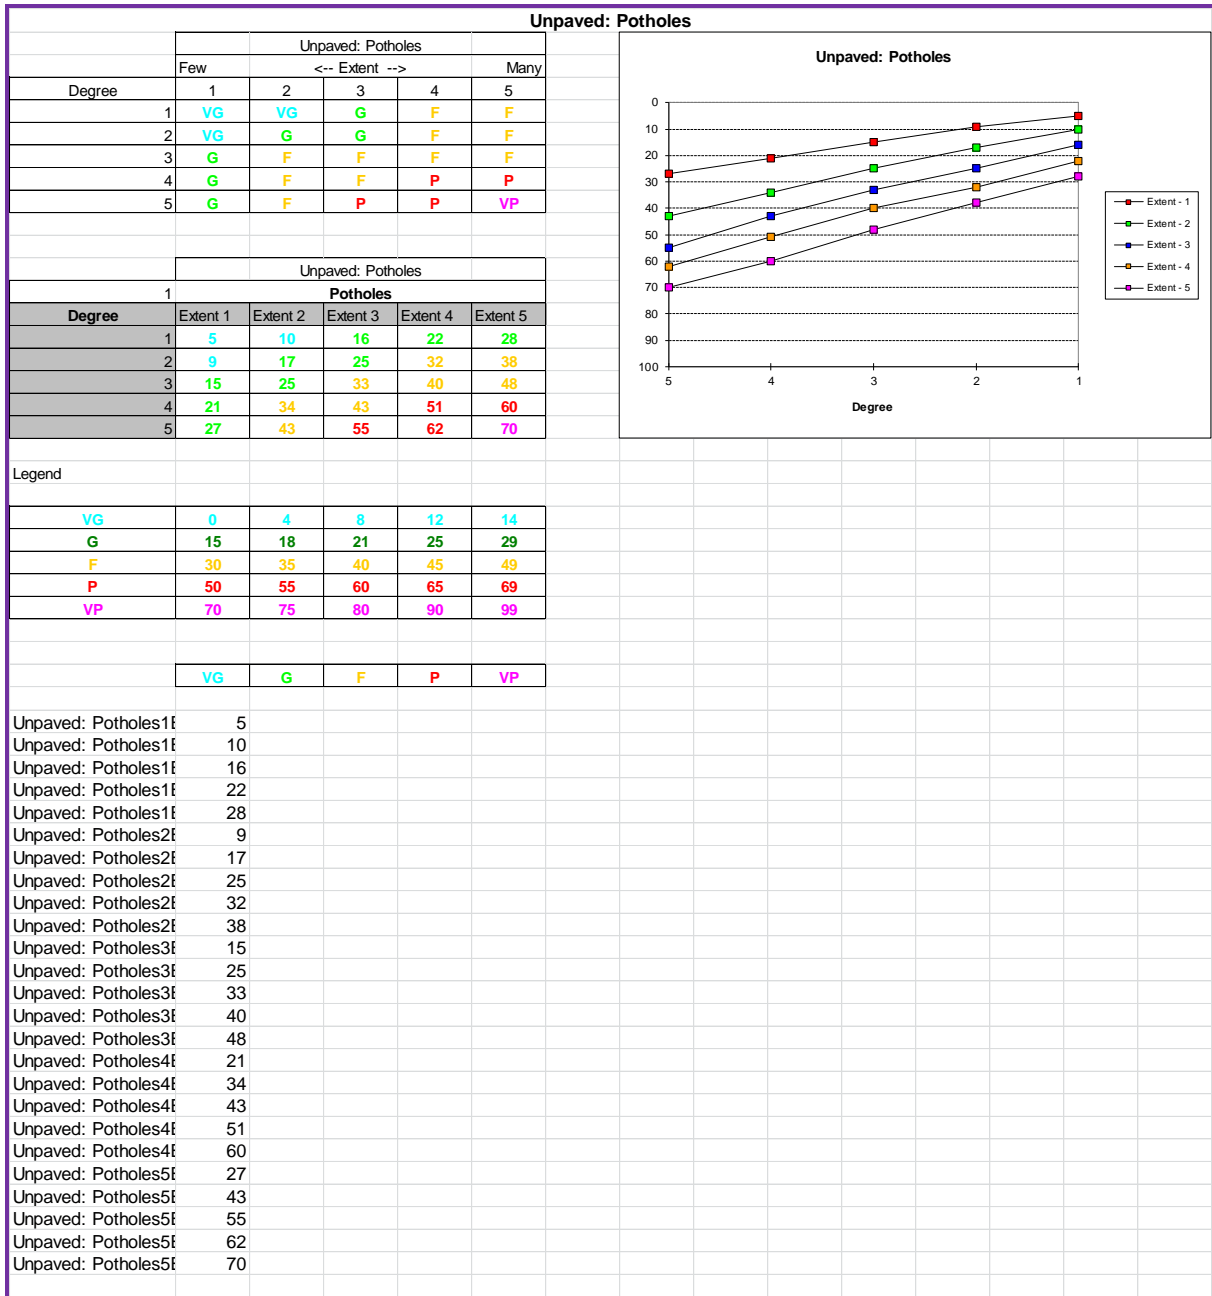 Unpaved: Potholes
Unpaved: Potholes
Few <-- Extent --> Many
Degree 1 2 3 4 5
1 VG VG G F F
2 VG G G F F
3 G F F F F
4 G F F P P
5 G F P P VP
Unpaved: Potholes
1 Potholes
Degree Extent 1 Extent 2 Extent 3 Extent 4 Extent 5
1 5 10 16 22 28
2 9 17 25 32 38
3 15 25 33 40 48
4 21 34 43 51 60
5 27 43 55 62 70
Unpaved: Potholes
0
10
20
30
40
50
60
70
80
90
100
5 4 3 2 1
Degree
Extent - 1
Extent - 2
Extent - 3
Extent - 4
Extent - 5
Legend
VG 0 4 8 12 14
G 15 18 21 25 29
F 30 35 40 45 49
P 50 55 60 65 69
VP 70 75 80 90 99
VG G F P VP
Unpaved: Potholes1E 5
Unpaved: Potholes1E 10
Unpaved: Potholes1E 16
Unpaved: Potholes1E 22
Unpaved: Potholes1E 28
Unpaved: Potholes2E 9
Unpaved: Potholes2E 17
Unpaved: Potholes2E 25
Unpaved: Potholes2E 32
Unpaved: Potholes2E 38
Unpaved: Potholes3E 15
Unpaved: Potholes3E 25
Unpaved: Potholes3E 33
Unpaved: Potholes3E 40
Unpaved: Potholes3E 48
Unpaved: Potholes4E 21
Unpaved: Potholes4E 34
Unpaved: Potholes4E 43
Unpaved: Potholes4E 51
Unpaved: Potholes4E 60
Unpaved: Potholes5E 27
Unpaved: Potholes5E 43
Unpaved: Potholes5E 55
Unpaved: Potholes5E 62
Unpaved: Potholes5E 70